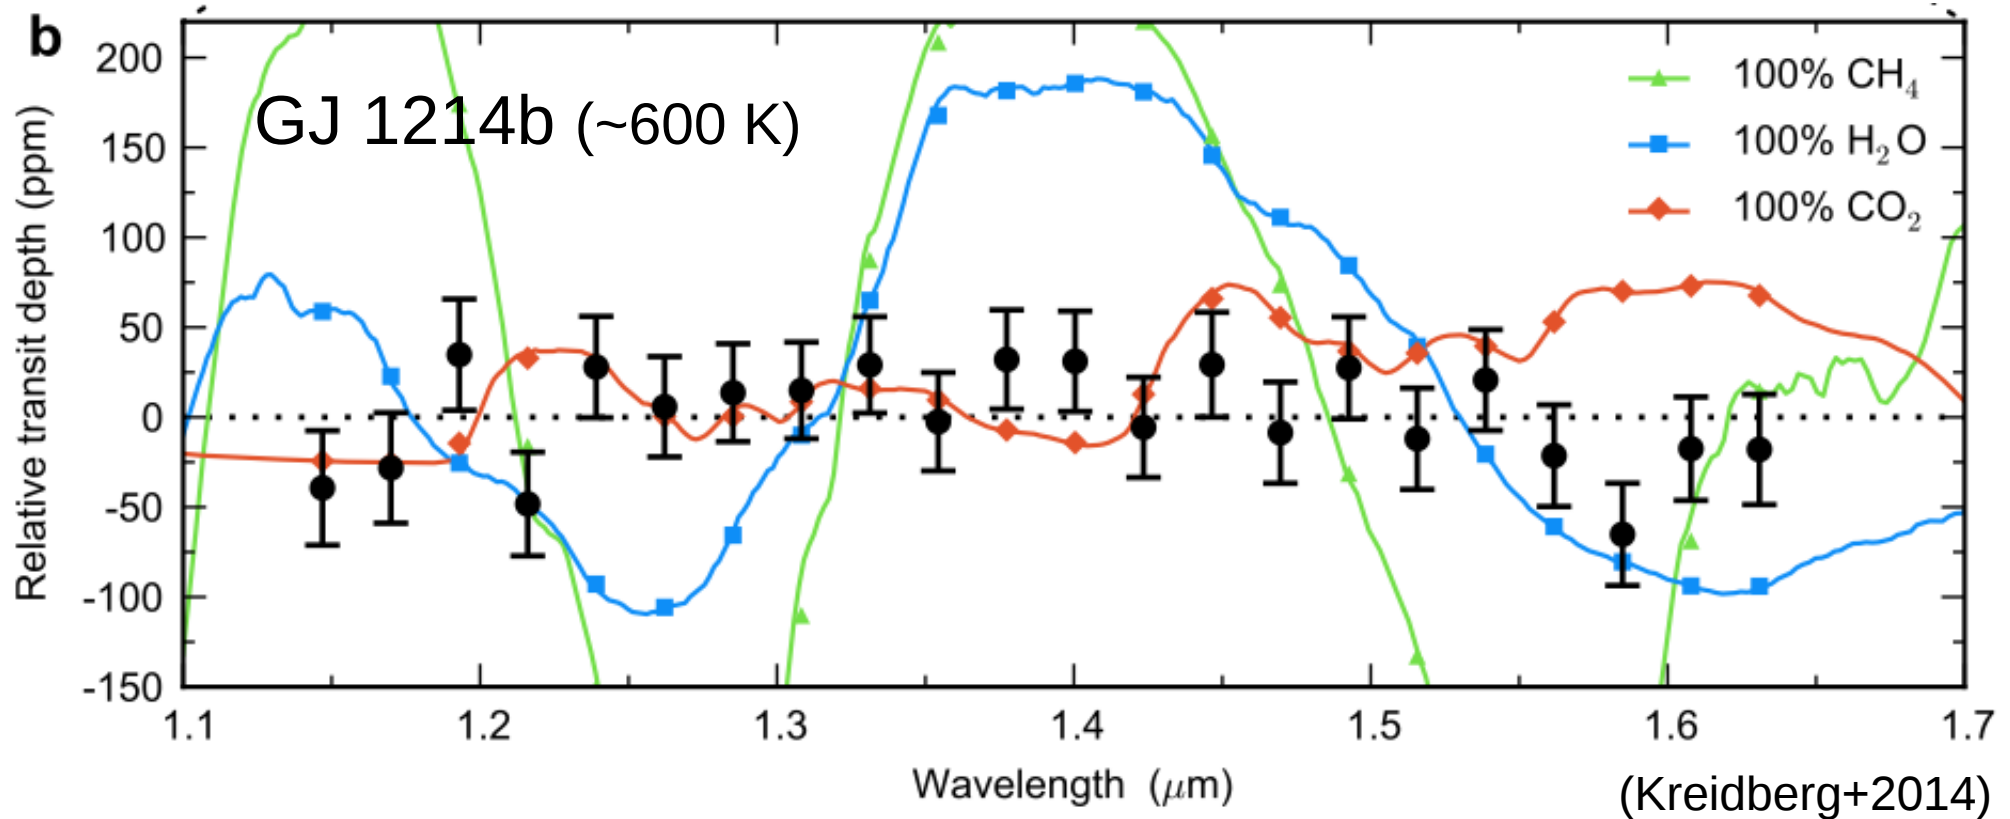 b
GJ 1214b (~600 K)
100% CH₄
100% H₂O
100% CO₂
Relative transit depth (ppm)
200
150
100
50
0
-50
-100
-150
1.1 1.2 1.3 1.4 1.5 1.6 1.7
Wavelength (μm)
(Kreidberg+2014)